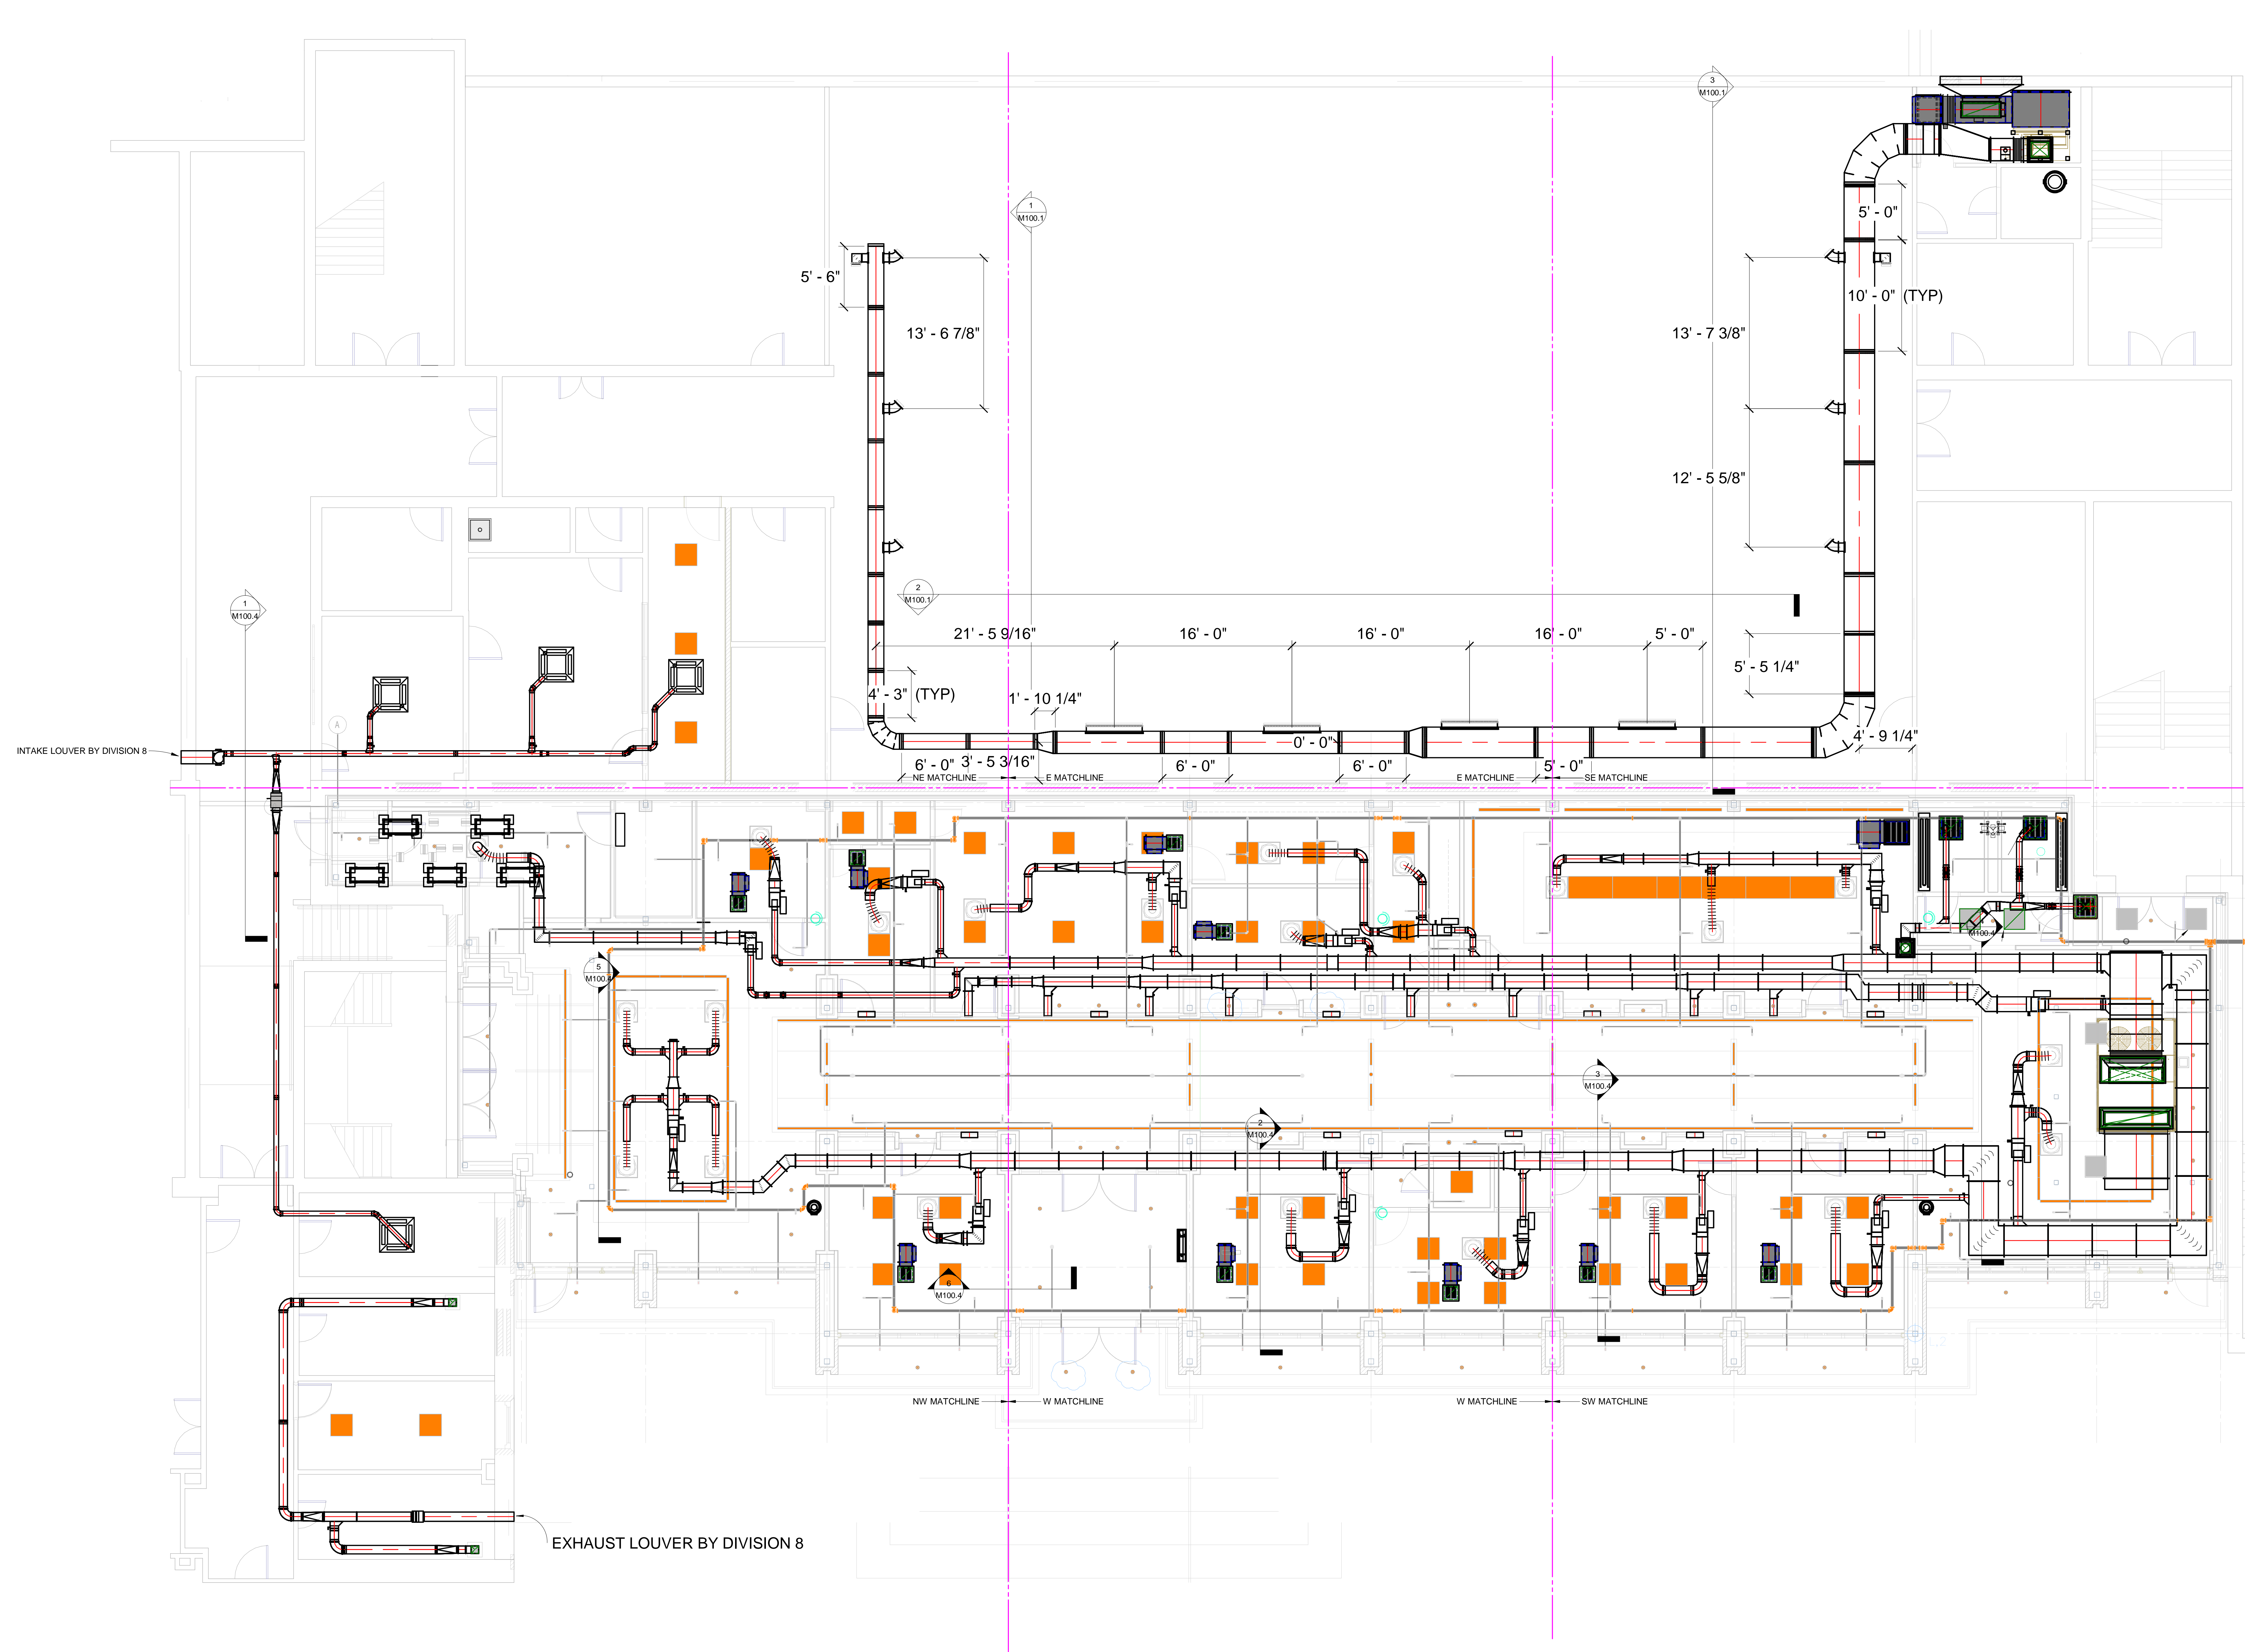 3
M100.1
1
M100.1
5' - 0"
5' - 6"
10' - 0" (TYP)
13' - 6 7/8"
13' - 7 3/8"
12' - 5 5/8"
2
M100.1
1
M100.4
21' - 5 9/16"
16' - 0"
16' - 0"
16' - 0"
5' - 0"
5' - 5 1/4"
4' - 3" (TYP)
1' - 10 1/4"
A
INTAKE LOUVER BY DIVISION 8
0' - 0"
4' - 9 1/4"
6' - 0"
3' - 5 3/16"
6' - 0"
6' - 0"
5' - 0"
NE MATCHLINE
E MATCHLINE
E MATCHLINE
SE MATCHLINE
M100.4
5
M100.4
3
M100.4
2
M100.4
6
M100.4
NW MATCHLINE
W MATCHLINE
W MATCHLINE
SW MATCHLINE
EXHAUST LOUVER BY DIVISION 8